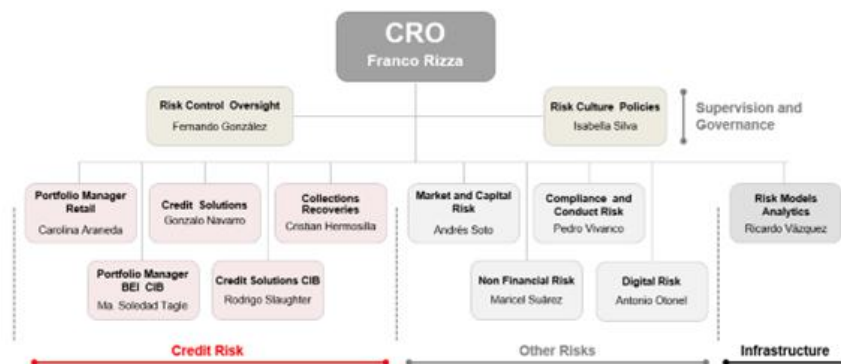 CRO
Franco Rizza
Risk Control Oversight
Fernando González
Risk Culture Policies
Isabella Silva
Supervision and
Governance
Portfolio Manager
Retail
Carolina Araneda
Credit Solutions
Gonzalo Navarro
Collections
Recoveries
Cristian Hermosilla
Market and Capital
Risk
Andrés Soto
Compliance and
Conduct Risk
Pedro Vivanco
Risk Models
Analytics
Ricardo Vázquez
Portfolio Manager
BEI CIB
Ma. Soledad Tagle
Credit Solutions CIB
Rodrigo Slaughter
Non Financial Risk
Maricel Suárez
Digital Risk
Antonio Otonel
Credit Risk
Other Risks
Infrastructure